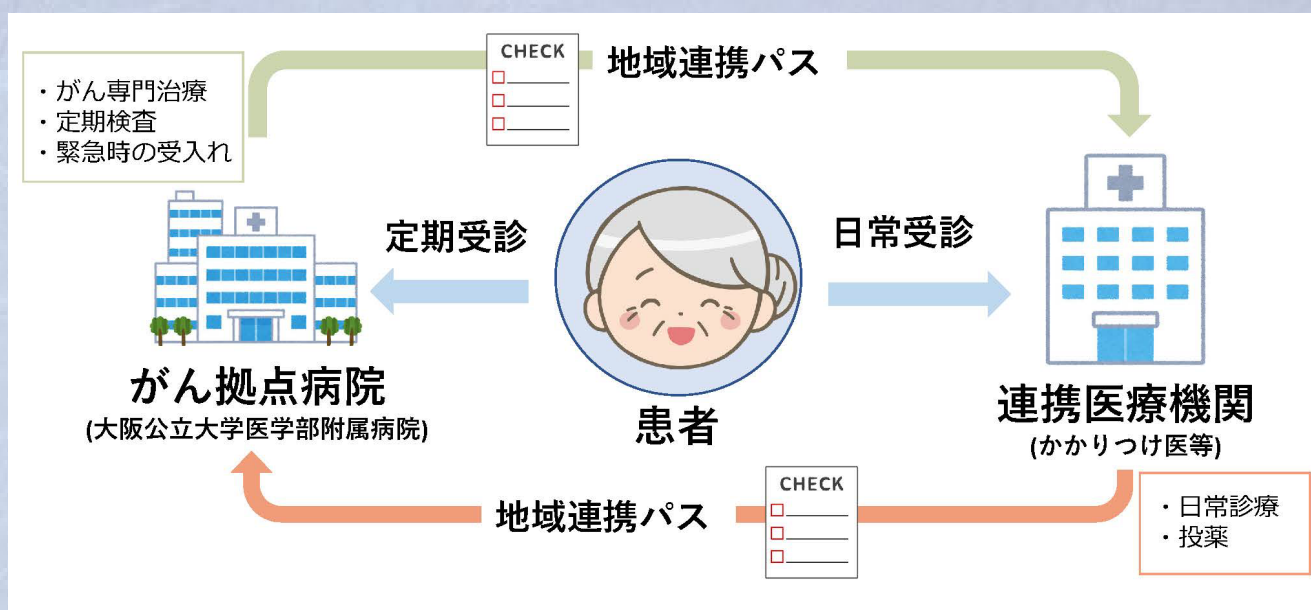 CHECK
地域連携パス
・がん専門治療
・定期検査
・緊急時の受入れ
定期受診
日常受診
がん拠点病院
(大阪公立大学医学部附属病院)
患者
連携医療機関
(かかりつけ医等)
地域連携パス
CHECK
・日常診療
・投薬